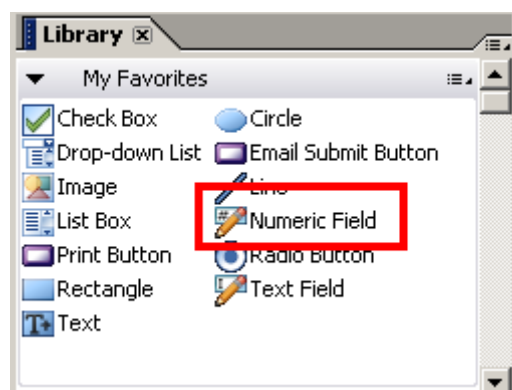 Library
My Favorites
Check Box Circle
Drop-down List Email Submit Button
Image Line
List Box Numeric Field
Print Button Radio Button
Rectangle Text Field
T Text